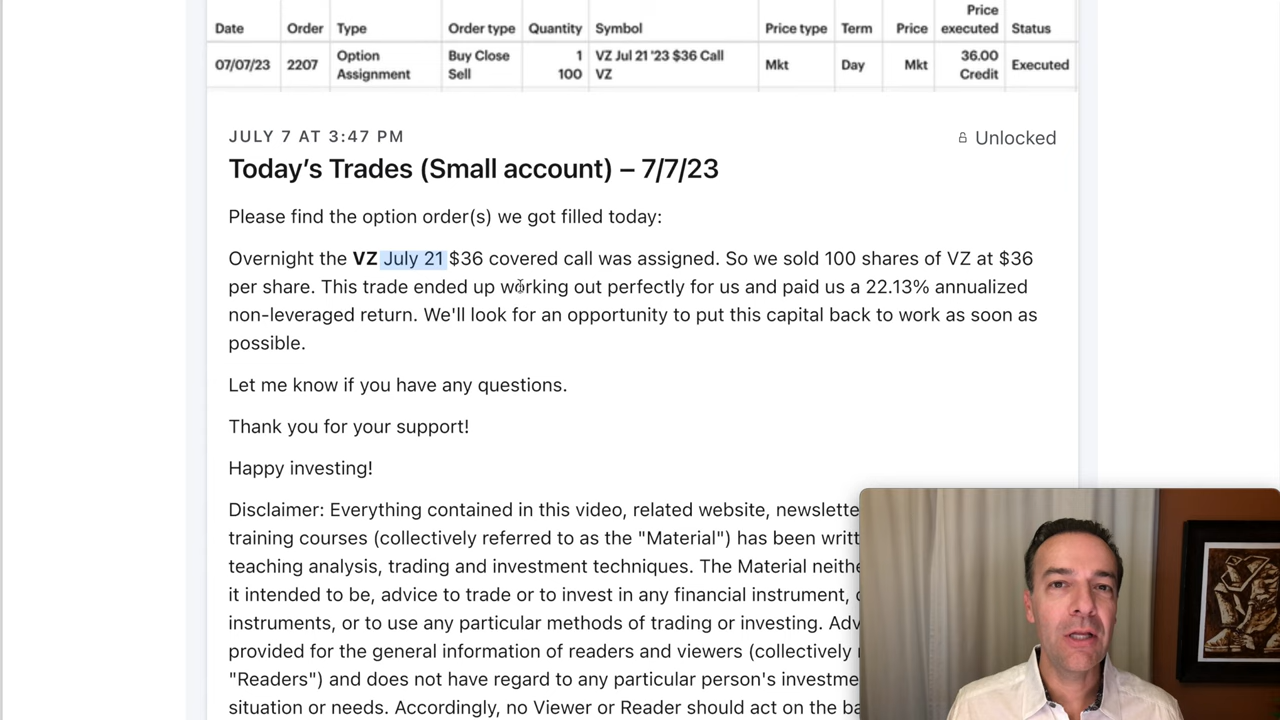 Date Order Type Order type Quantity Symbol Price type Term Price Price executed Status
07/07/23 2207 Option Assignment Buy Close Sell 1 100 VZ Jul 21 '23 $36 Call VZ Mkt Day Mkt 36.00 Credit Executed
JULY 7 AT 3:47 PM
Unlocked
Today’s Trades (Small account) – 7/7/23
Please find the option order(s) we got filled today:
Overnight the VZ July 21 $36 covered call was assigned. So we sold 100 shares of VZ at $36
per share. This trade ended up working out perfectly for us and paid us a 22.13% annualized
non-leveraged return. We'll look for an opportunity to put this capital back to work as soon as
possible.
Let me know if you have any questions.
Thank you for your support!
Happy investing!
Disclaimer: Everything contained in this video, related website, newslette
training courses (collectively referred to as the "Material") has been writt
teaching analysis, trading and investment techniques. The Material neithe
it intended to be, advice to trade or to invest in any financial instrument,
instruments, or to use any particular methods of trading or investing. Adv
provided for the general information of readers and viewers (collectively
"Readers") and does not have regard to any particular person's investme
situation or needs. Accordingly, no Viewer or Reader should act on the ba